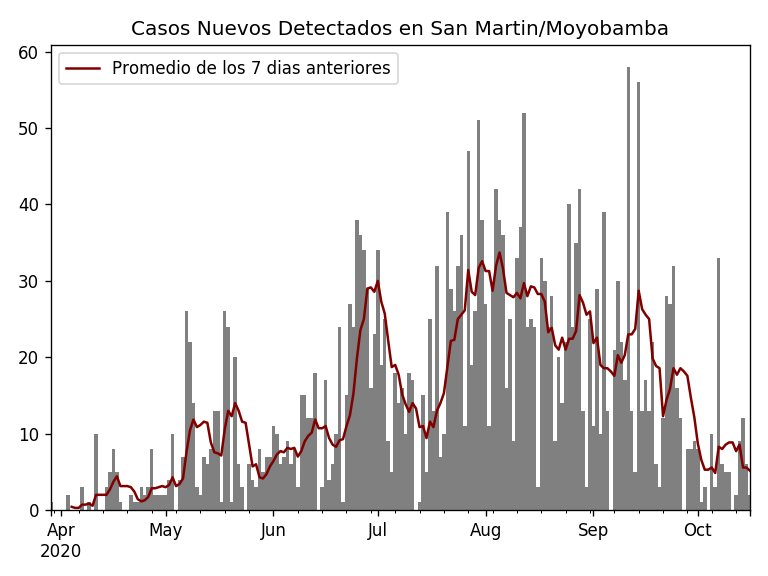 Casos Nuevos Detectados en San Martin/Moyobamba
Promedio de los 7 dias anteriores
60
50
40
30
20
10
0
Apr May Jun Jul Aug Sep Oct
2020